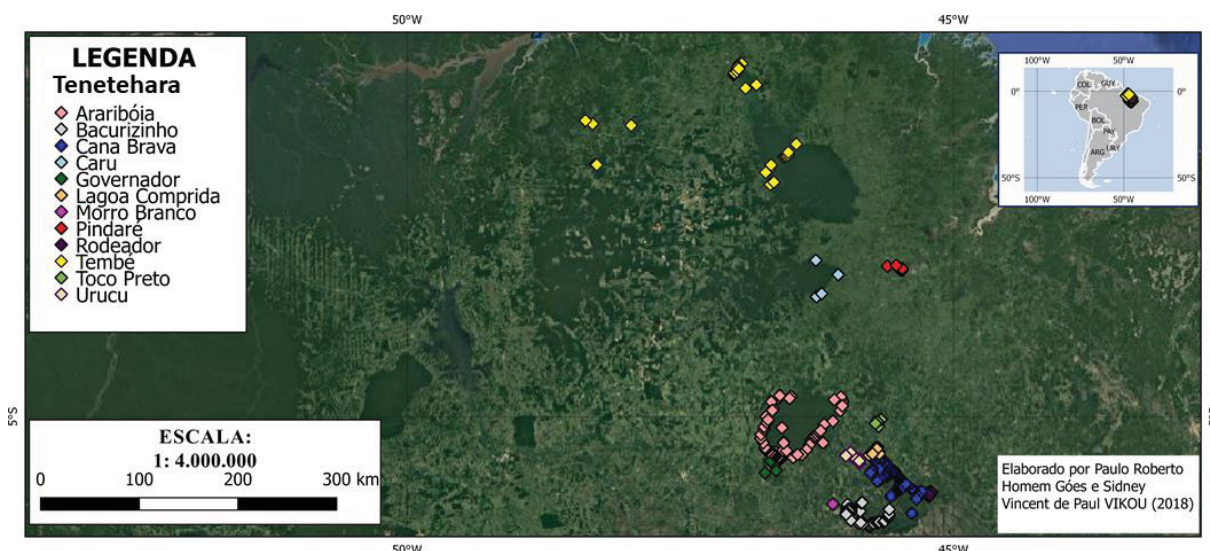 50°W
45°W
LEGENDA
Tenetehara
Araribóia
Bacurizinho
Cana Brava
Caru
Governador
Lagoa Comprida
Morro Branco
Pindaré
Rodeador
Tembé
Toco Preto
Urucu
100°W
50°W
0°
0°
COL
GUY
PER
BOL
PAY
ARG
URY
50°S
50°S
100°W
50°W
5°S
ESCALA:
1: 4.000.000
0
100
200
300 km
Elaborado por Paulo Roberto
Homem Góes e Sidney
Vincent de Paul VIKOU (2018)
50°W
45°W